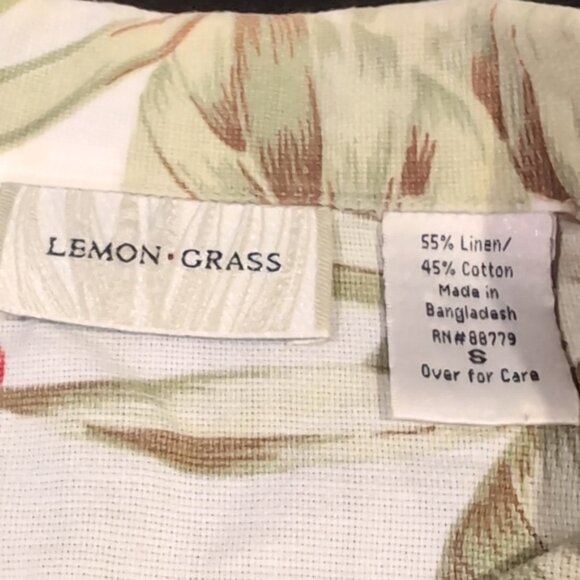 LEMON·GRASS
55% Linen/
45% Cotton
Made in
Bangladesh
RN#88779
S
Over for Care